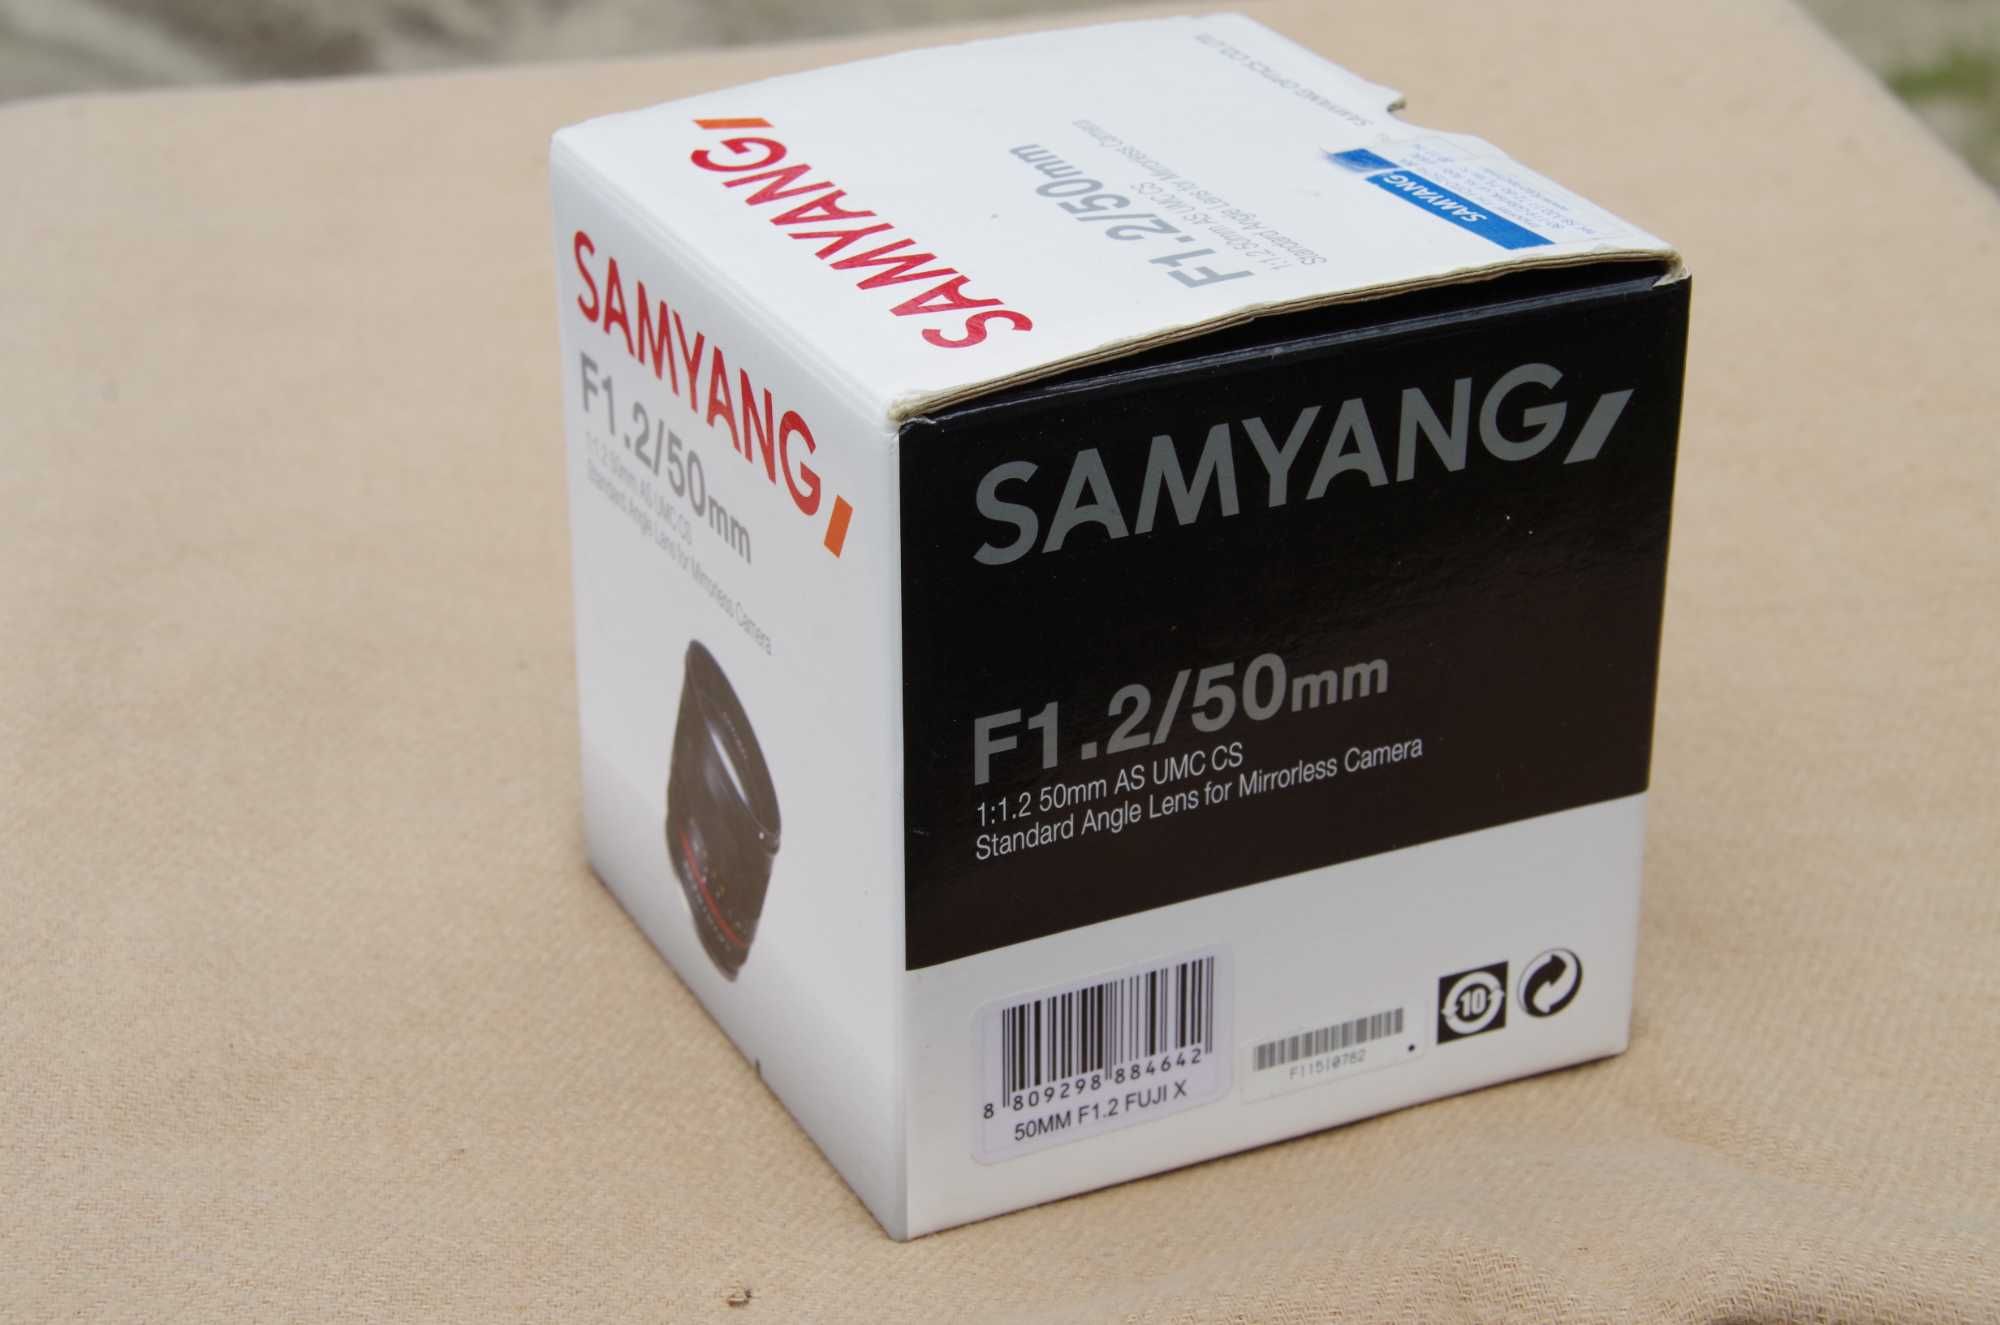 SAMYANG
F1.2/50mm
1:1.2 50mm AS UMC CS
Standard Angle Lens for Mirrorless Camera
SAMYANG OPTICS CO., LTD.
SAMYANG
SAMYANG
F1.2/50mm
1:1.2 50mm AS UMC CS
Standard Angle Lens for Mirrorless Camera
SAMYANG
F1.2/50mm
1:1.2 50mm AS UMC CS
Standard Angle Lens for Mirrorless Camera
8 809298 884642
50MM F1.2 FUJI X
F115I0782
10